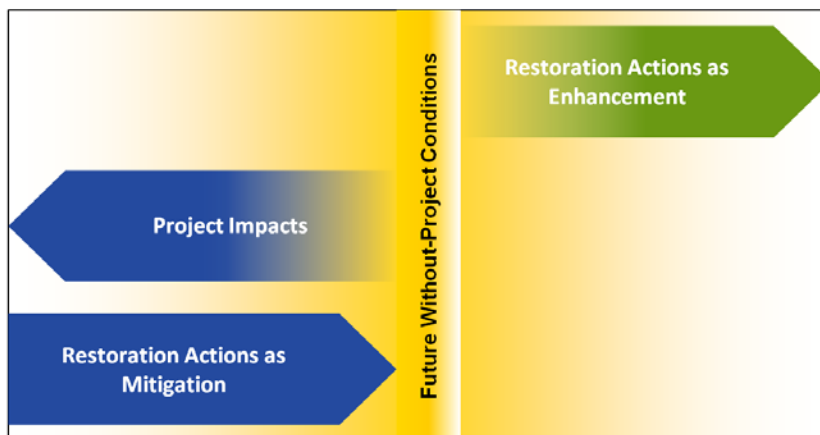 Restoration Actions as
Enhancement
Future Without-Project Conditions
Project Impacts
Restoration Actions as
Mitigation